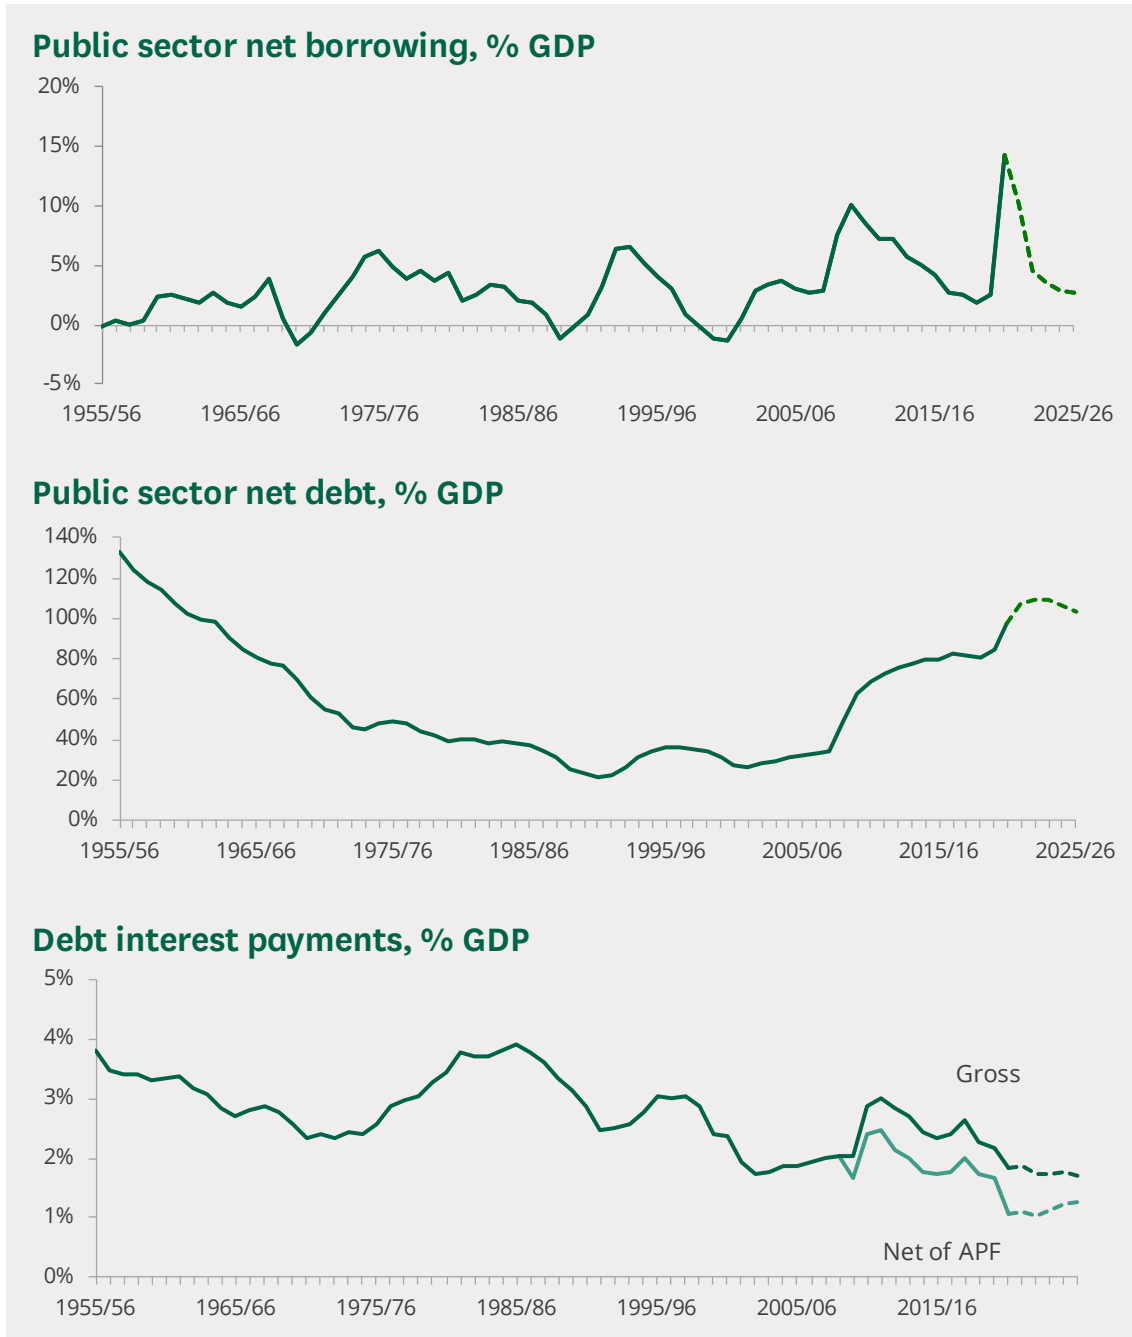 Public sector net borrowing, % GDP
20%
15%
10%
5%
0%
-5%
1955/56 1965/66 1975/76 1985/86 1995/96 2005/06 2015/16 2025/26
Public sector net debt, % GDP
140%
120%
100%
80%
60%
40%
20%
0%
1955/56 1965/66 1975/76 1985/86 1995/96 2005/06 2015/16 2025/26
Debt interest payments, % GDP
5%
4%
Gross
3%
2%
1%
Net of APF
0%
1955/56 1965/66 1975/76 1985/86 1995/96 2005/06 2015/16